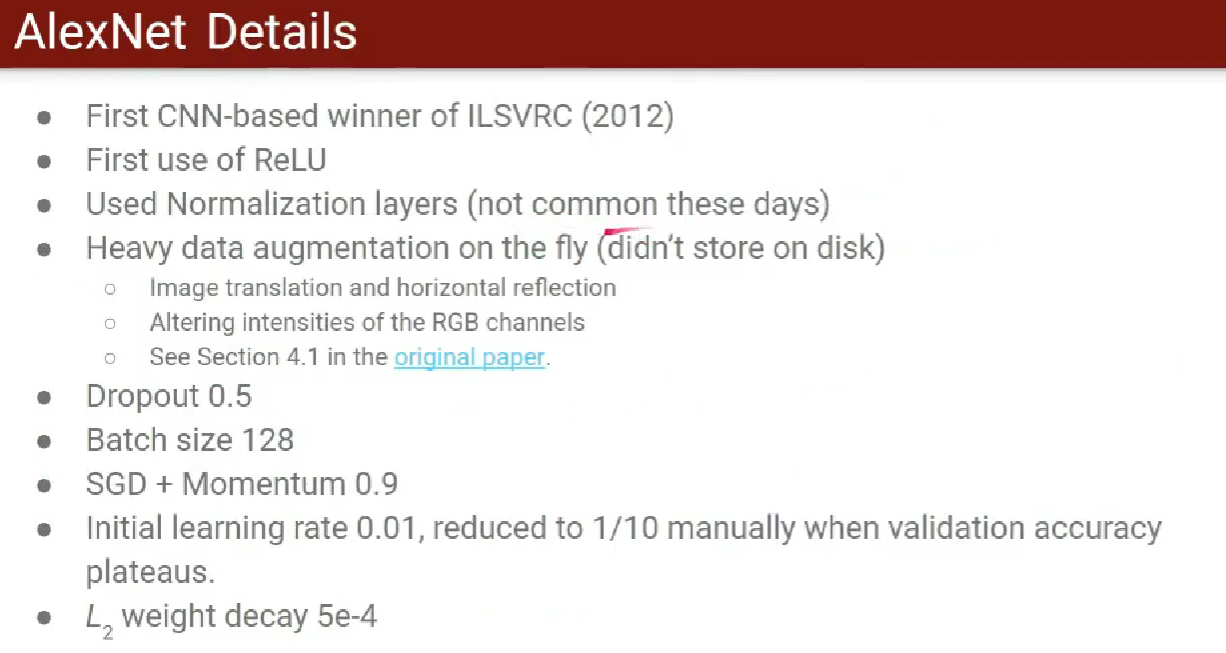 AlexNet Details
● First CNN-based winner of ILSVRC (2012)
● First use of ReLU
● Used Normalization layers (not common these days)
● Heavy data augmentation on the fly (didn't store on disk)
○ Image translation and horizontal reflection
○ Altering intensities of the RGB channels
○ See Section 4.1 in the original paper.
● Dropout 0.5
● Batch size 128
● SGD + Momentum 0.9
● Initial learning rate 0.01, reduced to 1/10 manually when validation accuracy
plateaus.
● L₂ weight decay 5e-4